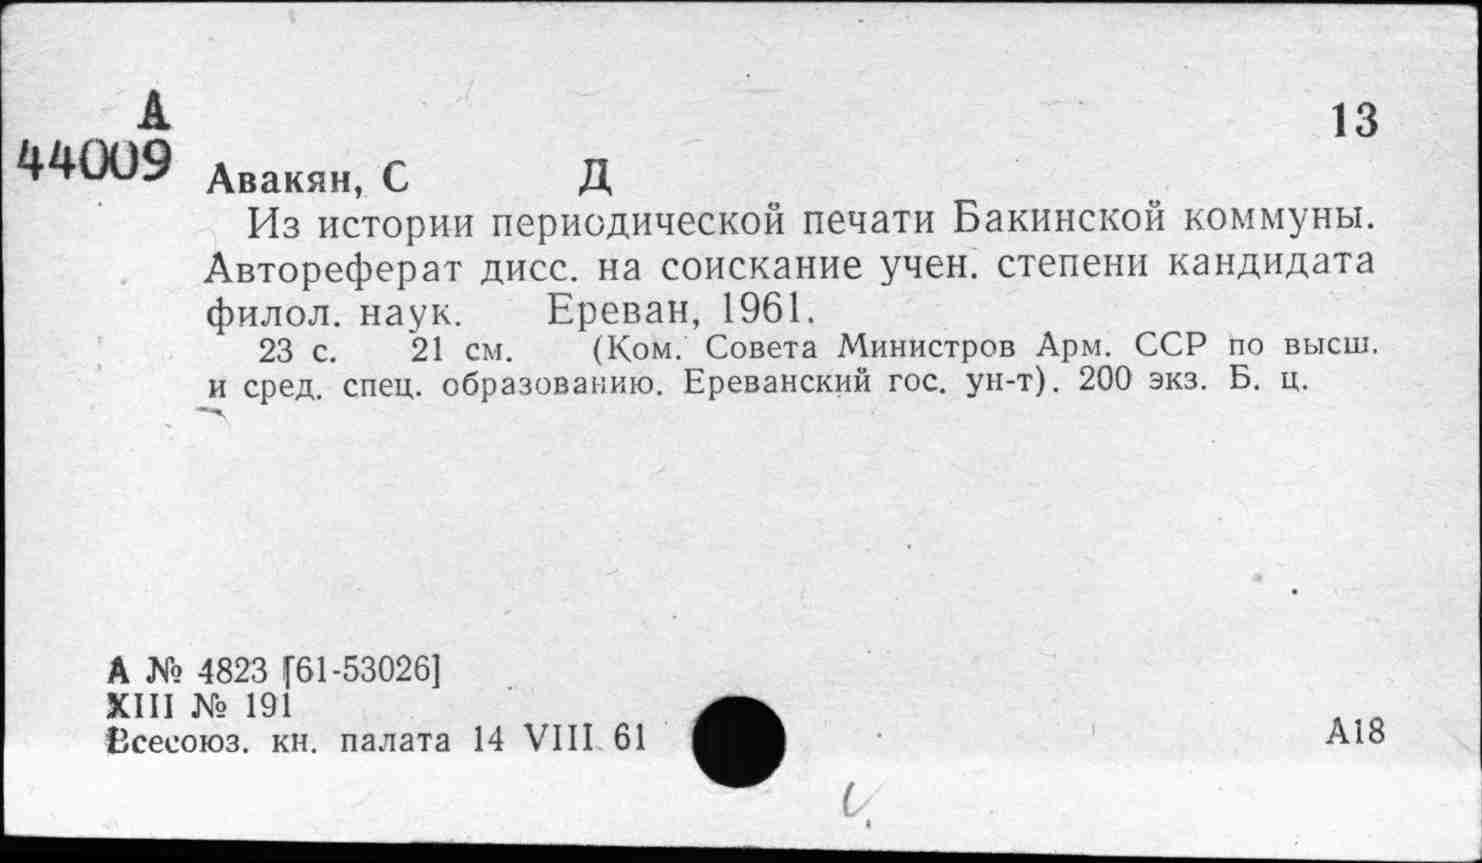 А
44009
13
Авакян, С Д
Из истории периодической печати Бакинской коммуны.
Автореферат дисс. на соискание учен. степени кандидата
филол. наук. Ереван, 1961.
23 с. 21 см. (Ком. Совета Министров Арм. ССР по высш.
и сред. спец. образованию. Ереванский гос. ун-т). 200 экз. Б. ц.
А № 4823 [61-53026]
XIII № 191
Всесоюз. кн. палата 14 VIII 61
А18